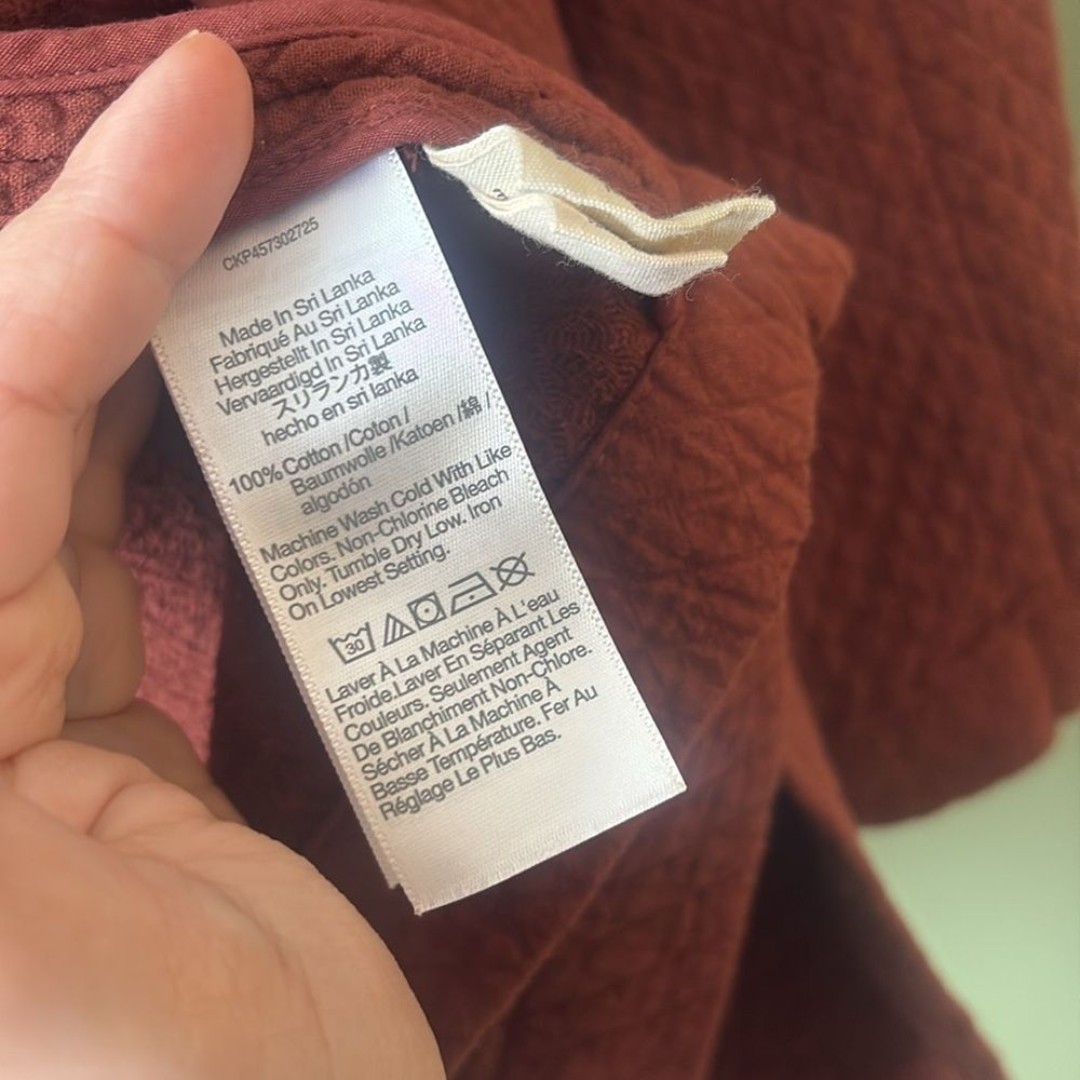 CKP457302725
Made In Sri Lanka
Fabriqué Au Sri Lanka
Hergestellt In Sri Lanka
Vervaardigd In Sri Lanka
スリランカ製
hecho en sri lanka
100% Cotton /Coton /
Baumwolle /Katoen /綿 /
algodón
Machine Wash Cold With Like
Colors. Non-Chlorine Bleach
Only. Tumble Dry Low. Iron
On Lowest Setting.
30
Laver À La Machine À L'eau
Froide.Laver En Séparant Les
Couleurs. Seulement Agent
De Blanchiment Non-Chlore.
Sécher À La Machine À
Basse Température. Fer Au
Réglage Le Plus Bas.